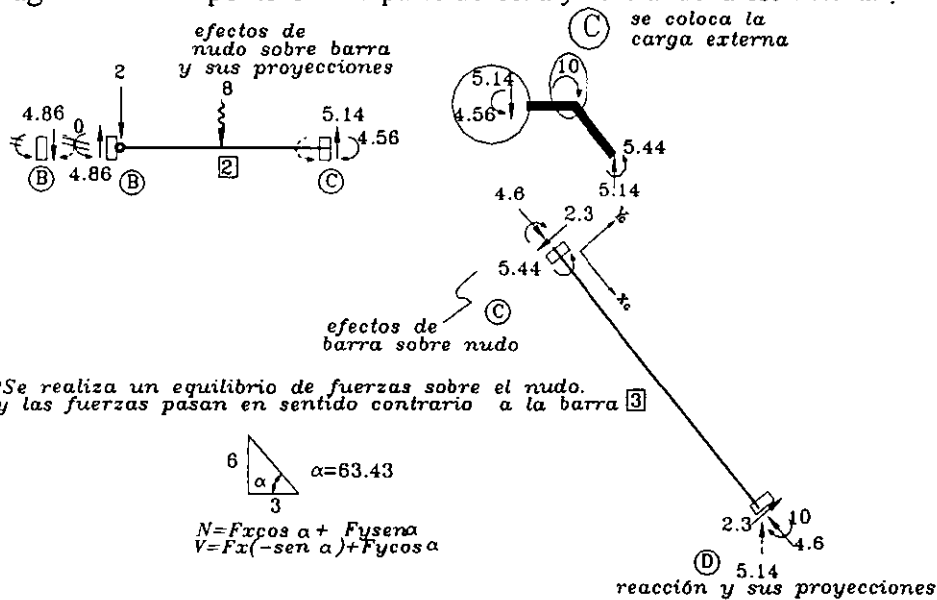 efectos de
nudo sobre barra
y sus proyecciones
C
se coloca la
carga externa
2
8
4.86
0
5.14
4.56
B
4.86
B
2
C
5.14
10
4.56
5.44
5.14
4.6
2.3
5.44
C
efectos de
barra sobre nudo
Se realiza un equilibrio de fuerzas sobre el nudo.
y las fuerzas pasan en sentido contrario a la barra 3
6
α
α=63.43
3
N=Fxcos α + Fysenα
V=Fx(-sen α)+Fycos α
2.3
10
4.6
D
5.14
reacción y sus proyecciones